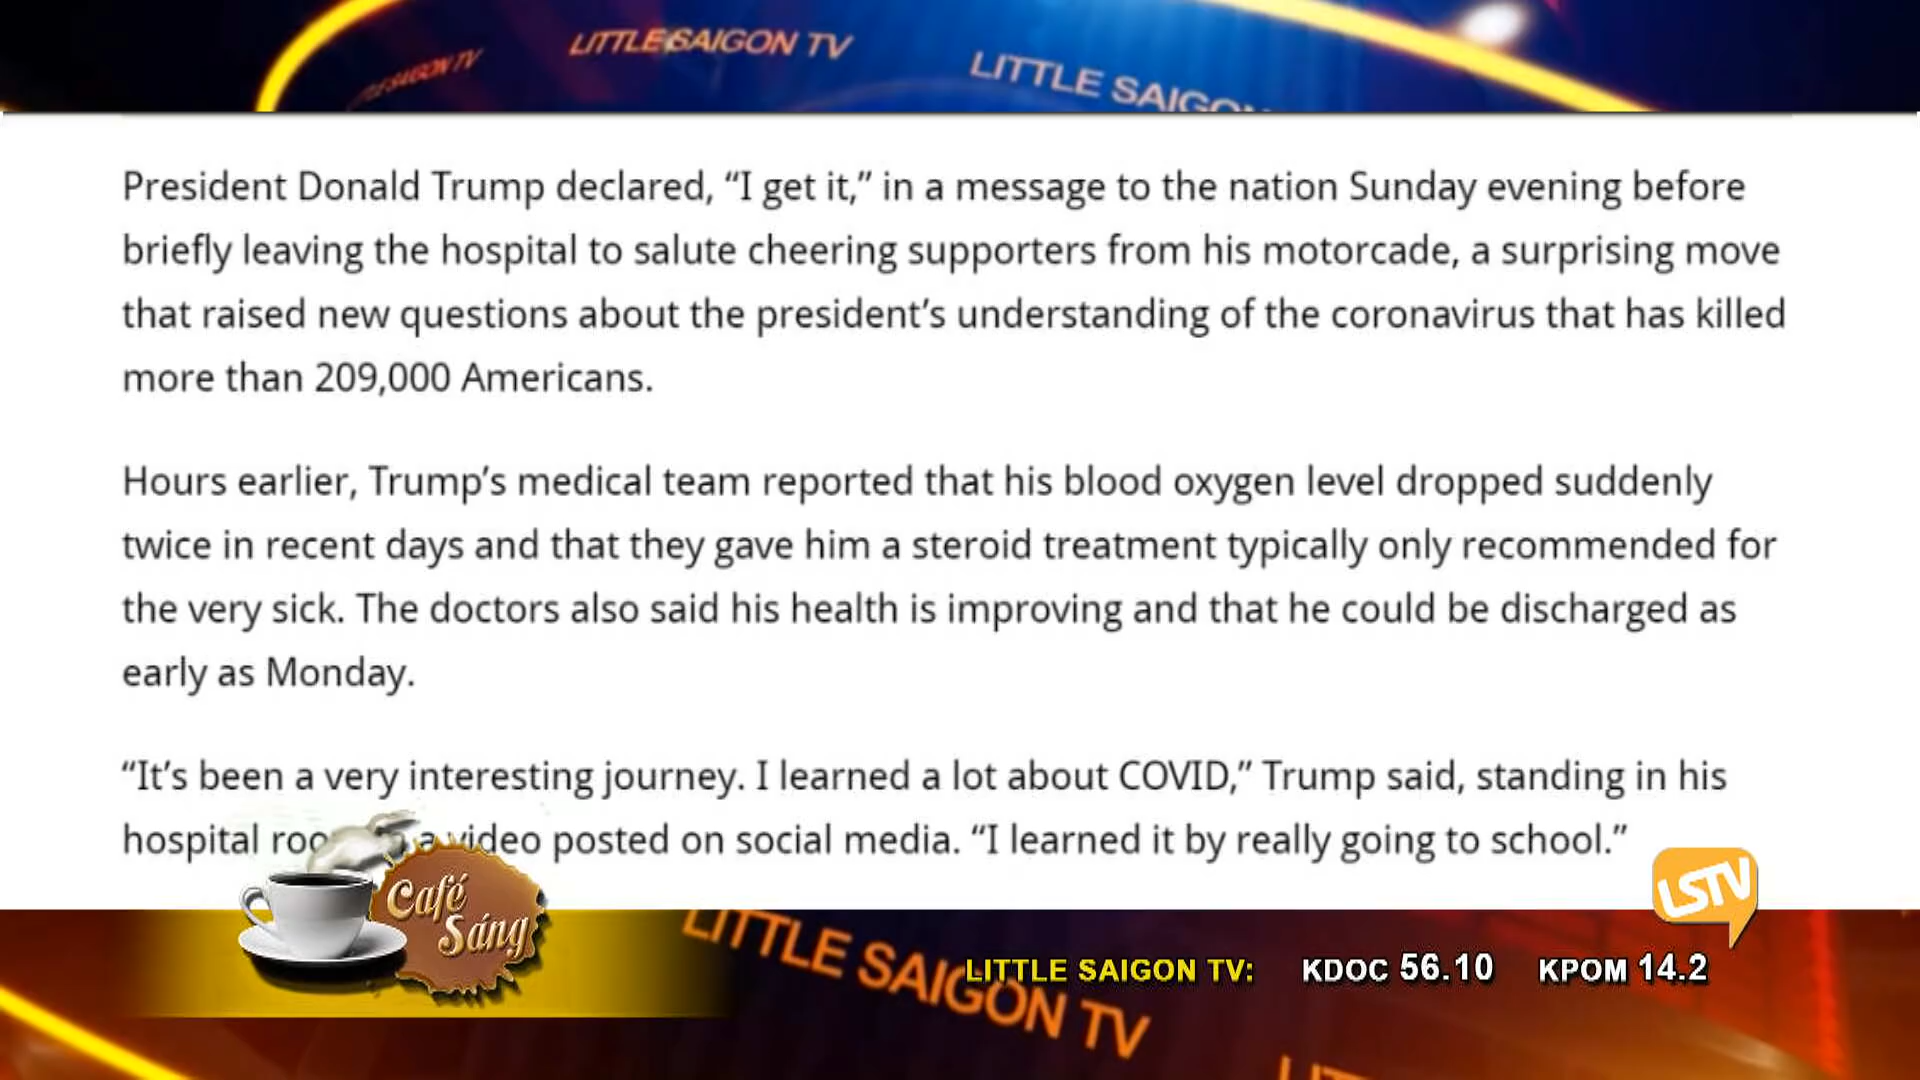 LITTLE SAIGON TV
LITTLE SAIGON TV
LITTLE SAIGON
President Donald Trump declared, “I get it,” in a message to the nation Sunday evening before
briefly leaving the hospital to salute cheering supporters from his motorcade, a surprising move
that raised new questions about the president’s understanding of the coronavirus that has killed
more than 209,000 Americans.
Hours earlier, Trump’s medical team reported that his blood oxygen level dropped suddenly
twice in recent days and that they gave him a steroid treatment typically only recommended for
the very sick. The doctors also said his health is improving and that he could be discharged as
early as Monday.
“It’s been a very interesting journey. I learned a lot about COVID,” Trump said, standing in his
hospital a video posted on social media. “I learned it by really going to school.”
Café
Sáng
LSTV
LITTLE SAIGON TV
LITTLE SAIGON TV: KDOC 56.10 KPOM 14.2